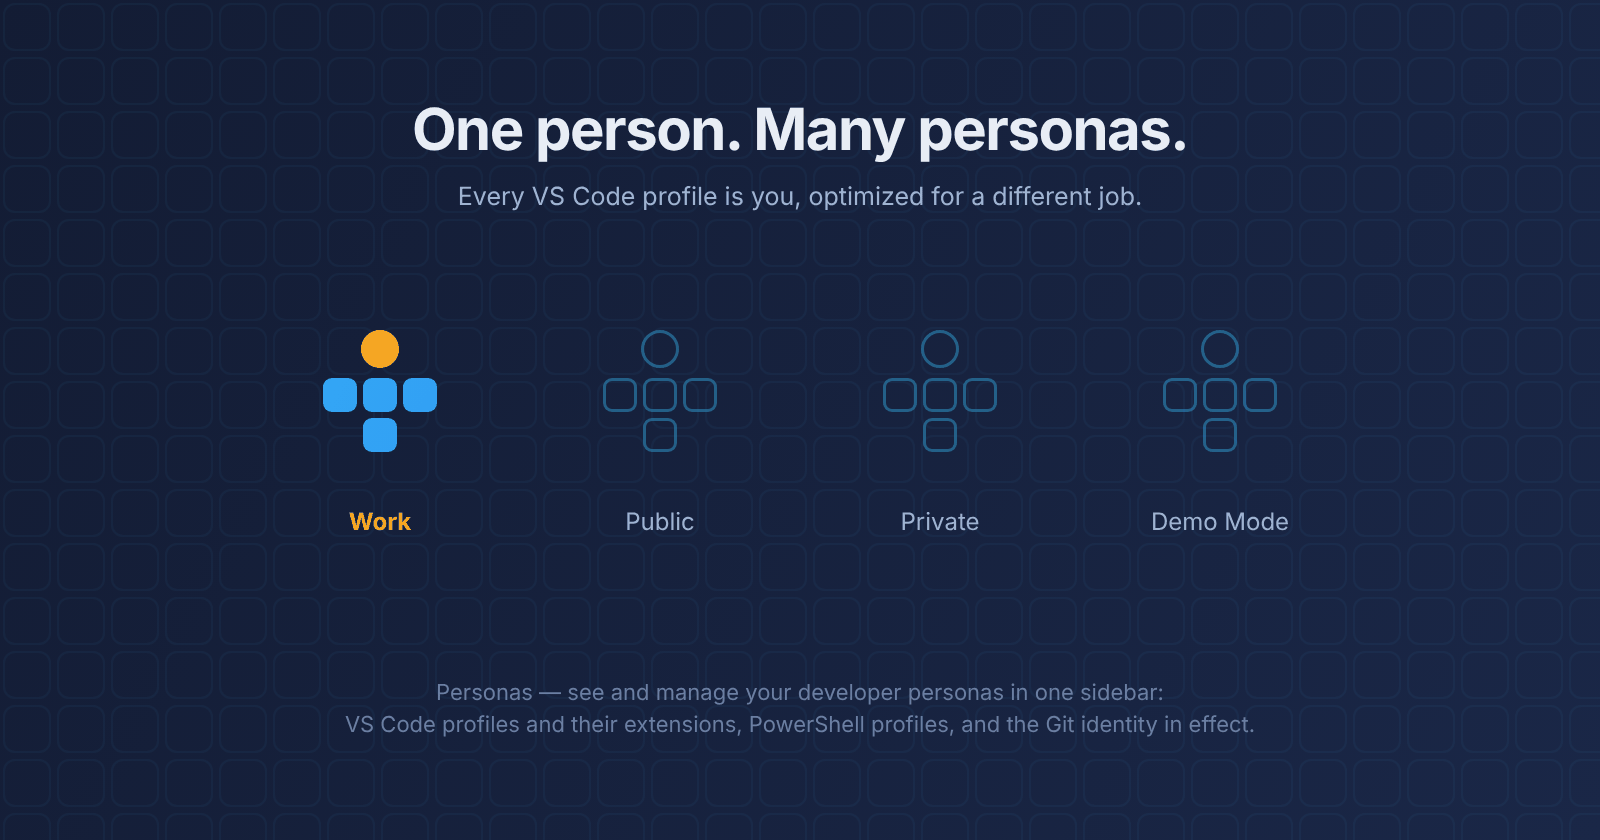 One person. Many personas.
Every VS Code profile is you, optimized for a different job.
Work
Public
Private
Demo Mode
Personas — see and manage your developer personas in one sidebar:
VS Code profiles and their extensions, PowerShell profiles, and the Git identity in effect.